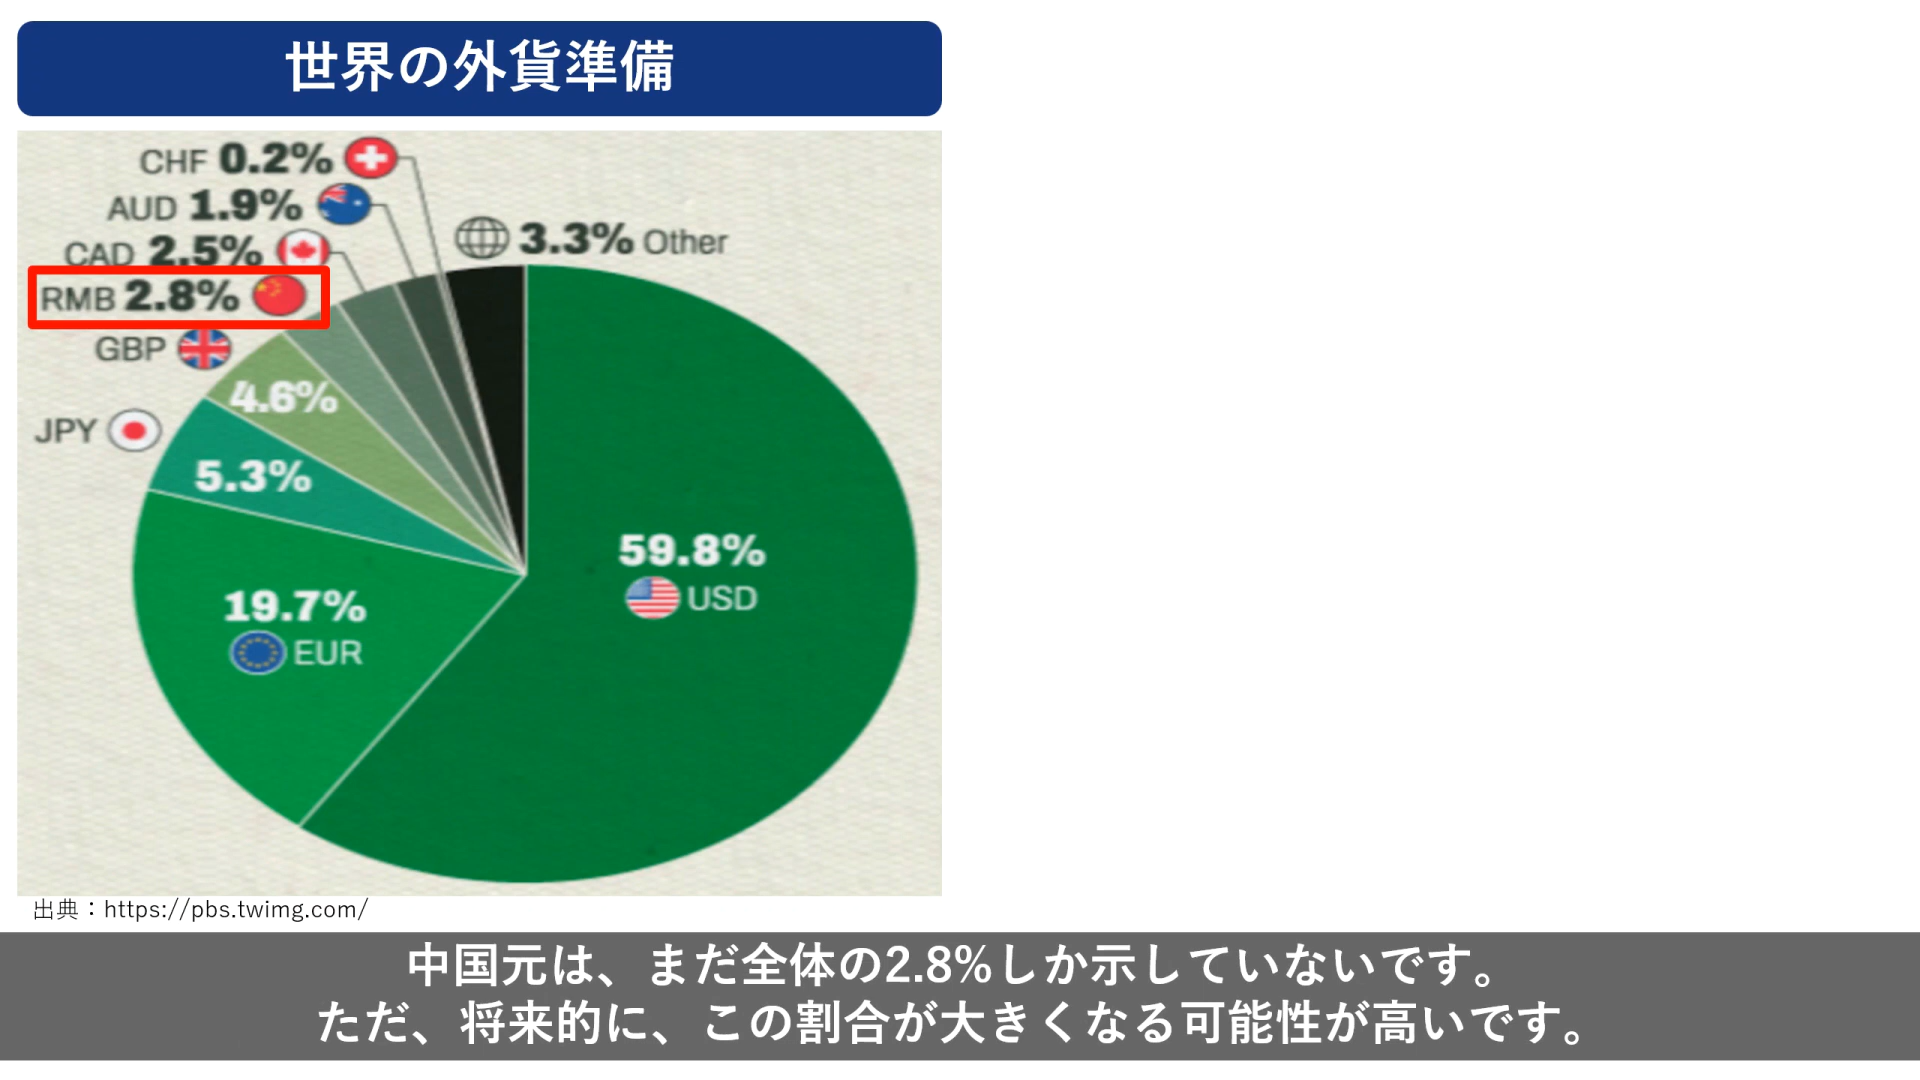 世界の外貨準備
CHF 0.2%
AUD 1.9%
CAD 2.5%
RMB 2.8%
GBP
4.6%
JPY
5.3%
19.7%
EUR
59.8%
USD
3.3% Other
出典：https://pbs.twimg.com/
中国元は、まだ全体の2.8%しか示していないです。
ただ、将来的に、この割合が大きくなる可能性が高いです。